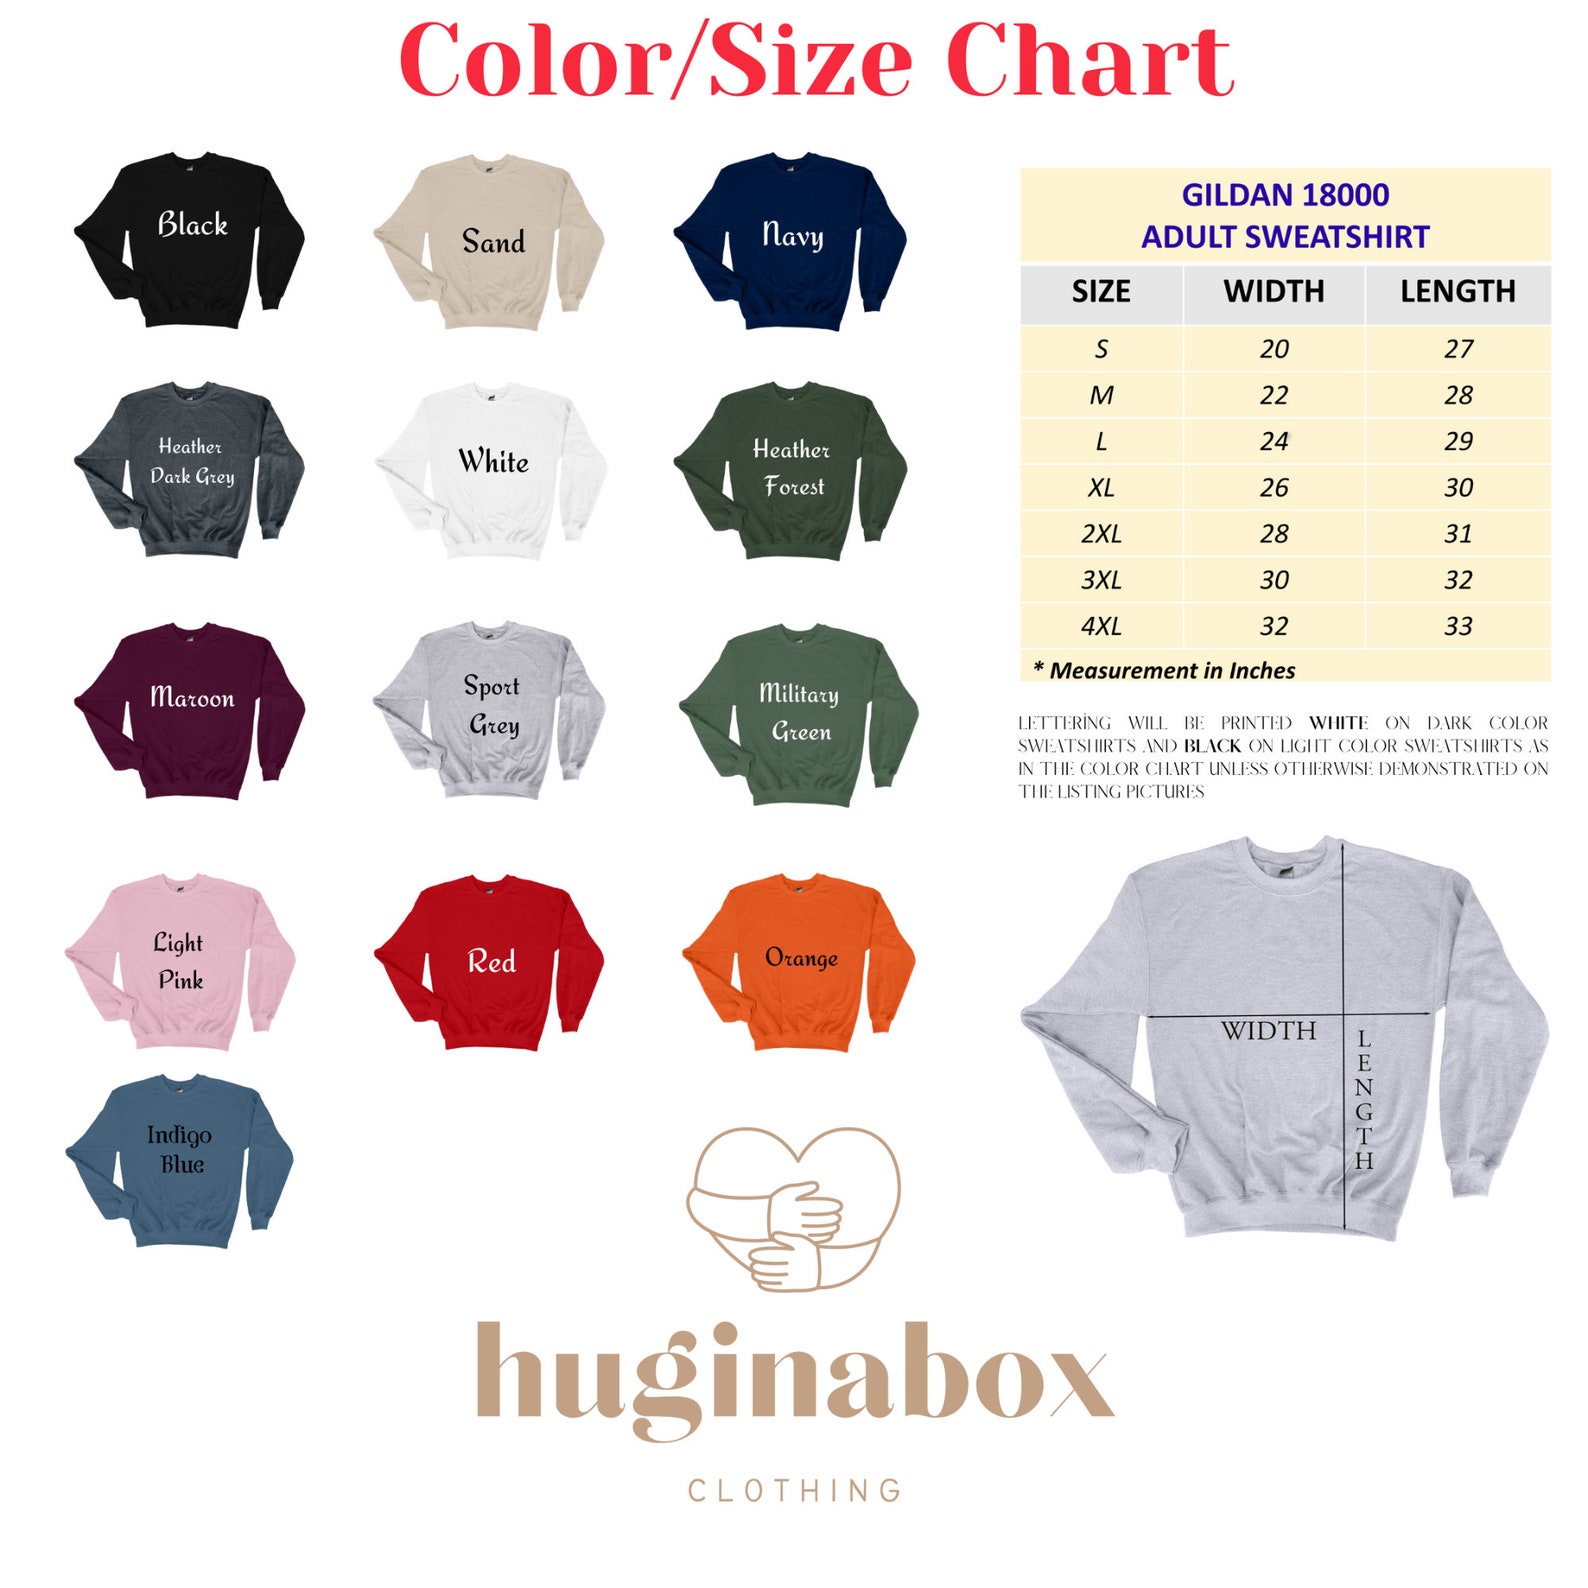 Color/Size Chart
Black
Sand
Navy
Heather
Dark Grey
White
Heather
Forest
Maroon
Sport
Grey
Military
Green
Light
Pink
Red
Orange
Indigo
Blue
GILDAN 18000
ADULT SWEATSHIRT
SIZE WIDTH LENGTH
S 20 27
M 22 28
L 24 29
XL 26 30
2XL 28 31
3XL 30 32
4XL 32 33
* Measurement in Inches
LETTERİNG WILL BE PRINTED WHITE ON DARK COLOR
SWEATSHIRTS AND BLACK ON LIGHT COLOR SWEATSHIRTS AS
IN THE COLOR CHART UNLESS OTHERWISE DEMONSTRATED ON
THE LISTING PICTURES
WIDTH
LENGTH
huginabox
CLOTHING